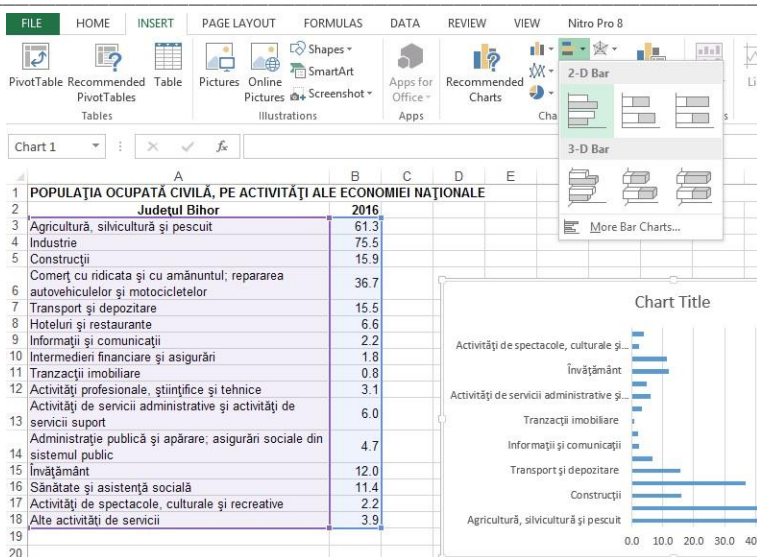 FILE HOME INSERT PAGE LAYOUT FORMULAS DATA REVIEW VIEW Nitro Pro 8
PivotTable Recommended PivotTables Table
Pictures Online Pictures
Shapes
SmartArt
Screenshot
Apps for Office
Recommended Charts
Tables Illustrations Apps Cha
2-D Bar
3-D Bar
More Bar Charts...
Chart 1 fx
A B C D E
1 POPULAŢIA OCUPATĂ CIVILĂ, PE ACTIVITĂŢI ALE ECONOMIEI NAŢIONALE
2 Judeţul Bihor 2016
3 Agricultură, silvicultură şi pescuit 61.3
4 Industrie 75.5
5 Construcţii 15.9
Comerţ cu ridicata şi cu amănuntul; repararea
6 autovehiculelor şi motocicletelor 36.7
7 Transport şi depozitare 15.5
8 Hoteluri şi restaurante 6.6
9 Informaţii şi comunicaţii 2.2
10 Intermedieri financiare şi asigurări 1.8
11 Tranzacţii imobiliare 0.8
12 Activităţi profesionale, ştiinţifice şi tehnice 3.1
Activităţi de servicii administrative şi activităţi de
13 servicii suport 6.0
Administraţie publică şi apărare; asigurări sociale din
14 sistemul public 4.7
15 Învăţământ 12.0
16 Sănătate şi asistenţă socială 11.4
17 Activităţi de spectacole, culturale şi recreative 2.2
18 Alte activităţi de servicii 3.9
19
20
Chart Title
Activităţi de spectacole, culturale şi...
Învăţământ
Activităţi de servicii administrative şi...
Tranzacţii imobiliare
Informaţii şi comunicaţii
Transport şi depozitare
Construcţii
Agricultură, silvicultură şi pescuit
0.0 10.0 20.0 30.0 40